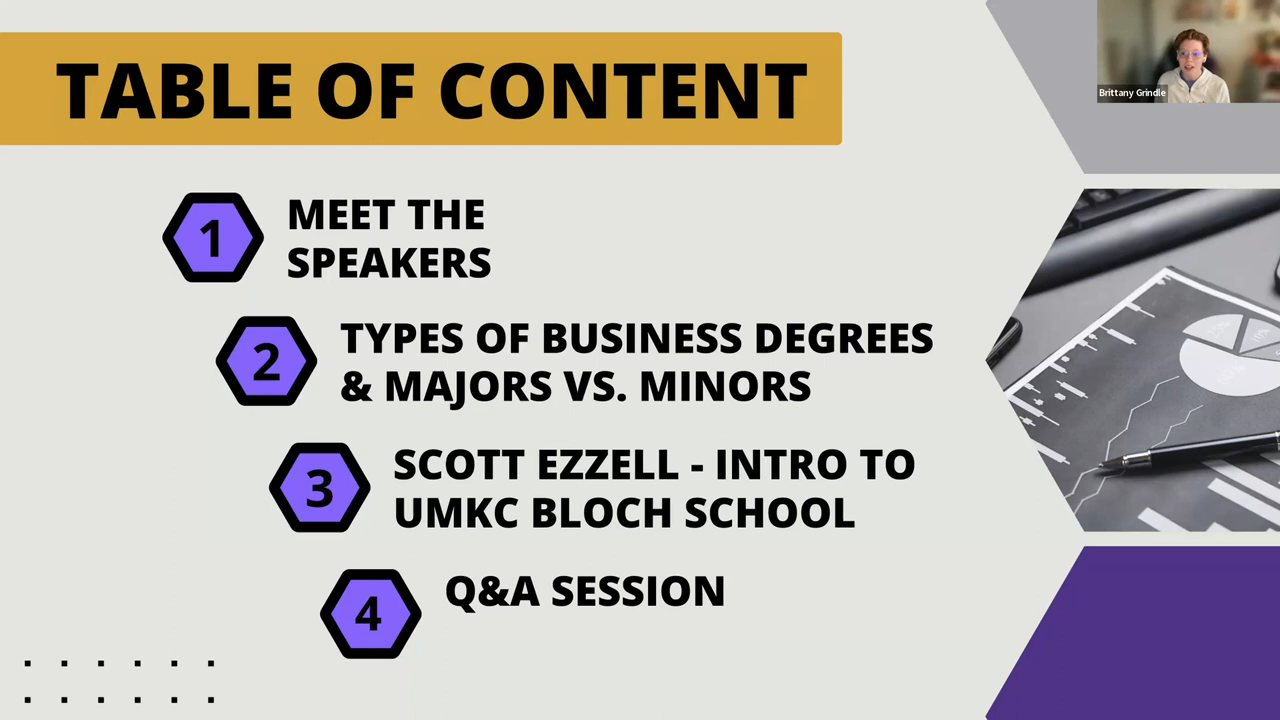 TABLE OF CONTENT
Brittany Grindle
1
MEET THE
SPEAKERS
2
TYPES OF BUSINESS DEGREES
& MAJORS VS. MINORS
3
SCOTT EZZELL - INTRO TO
UMKC BLOCH SCHOOL
4
Q&A SESSION